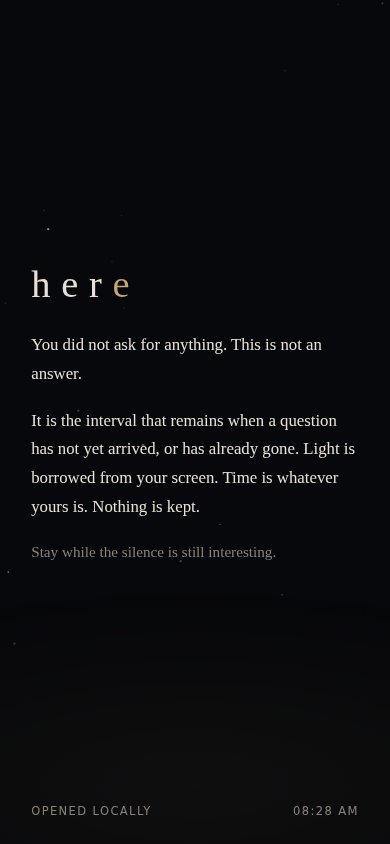 here
You did not ask for anything. This is not an
answer.
It is the interval that remains when a question
has not yet arrived, or has already gone. Light is
borrowed from your screen. Time is whatever
yours is. Nothing is kept.
Stay while the silence is still interesting.
OPENED LOCALLY 08:28 AM